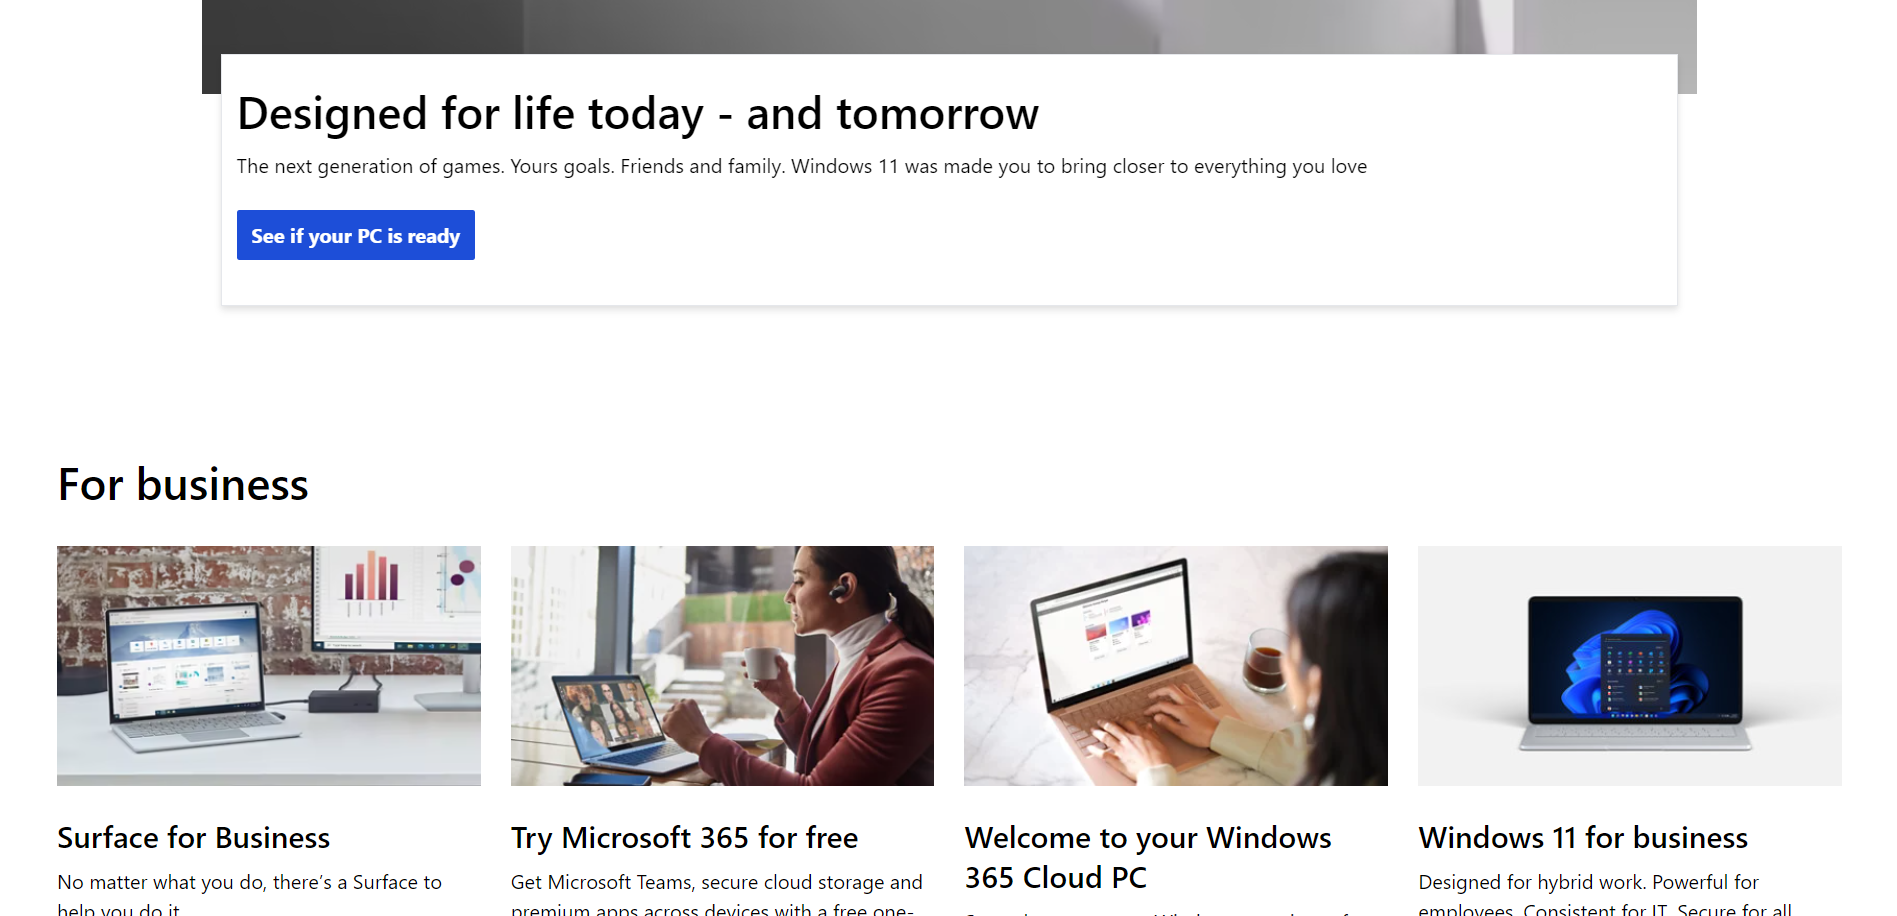 Designed for life today - and tomorrow
The next generation of games. Yours goals. Friends and family. Windows 11 was made you to bring closer to everything you love
See if your PC is ready
For business
Surface for Business
No matter what you do, there’s a Surface to
help you do it.
Try Microsoft 365 for free
Get Microsoft Teams, secure cloud storage and
premium apps across devices with a free one-
Welcome to your Windows
365 Cloud PC
Windows 11 for business
Designed for hybrid work. Powerful for
employees. Consistent for IT. Secure for all.